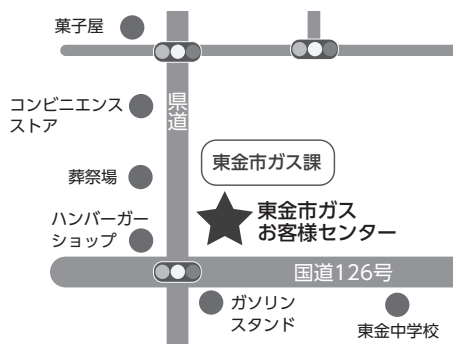 菓子屋
コンビニエンス
ストア
県道
葬祭場
東金市ガス課
東金市ガス
お客様センター
ハンバーガー
ショップ
国道126号
ガソリン
スタンド
東金中学校